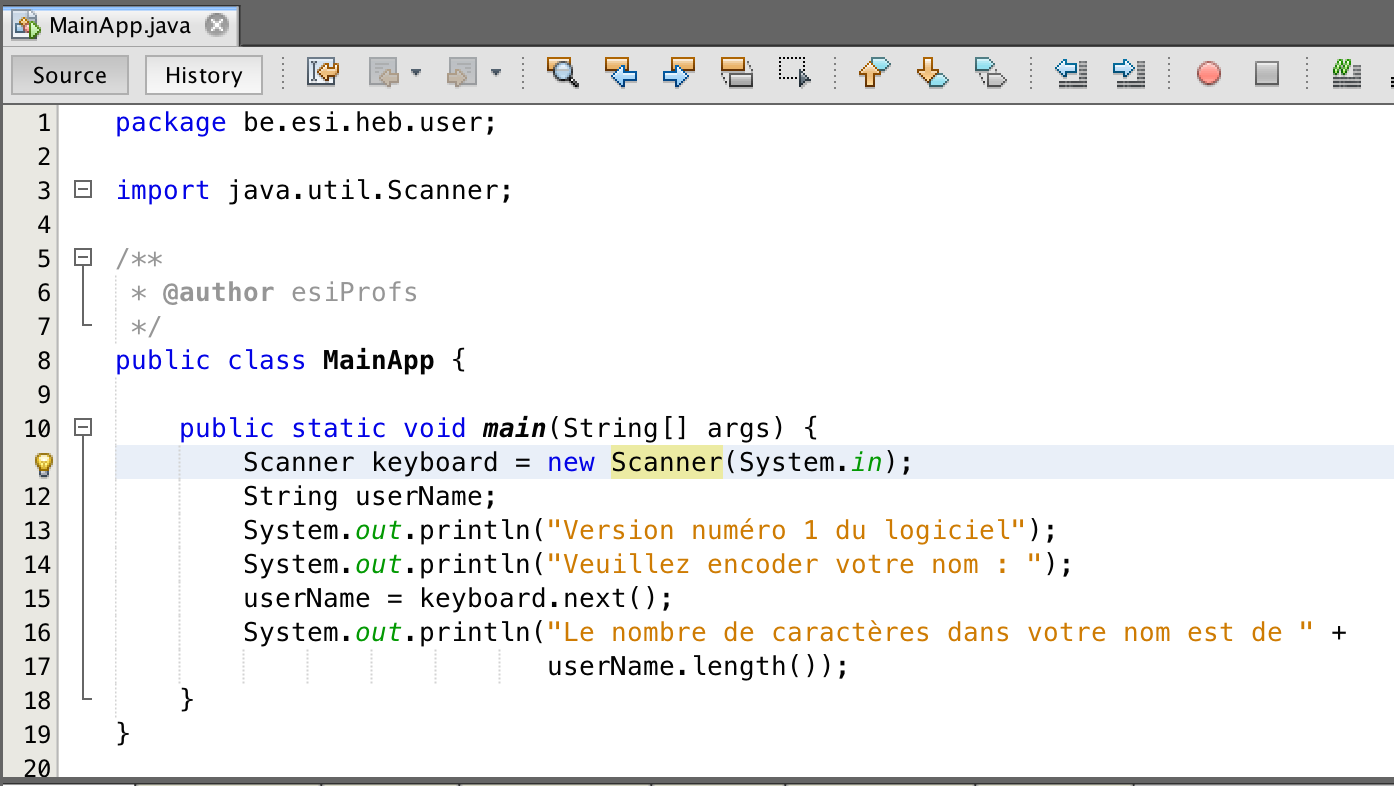 MainApp.java
Source History
1 package be.esi.heb.user;
2
3 import java.util.Scanner;
4
5 /**
6 * @author esiProfs
7 */
8 public class MainApp {
9
10 public static void main(String[] args) {
Scanner keyboard = new Scanner(System.in);
12 String userName;
13 System.out.println("Version numéro 1 du logiciel");
14 System.out.println("Veuillez encoder votre nom : ");
15 userName = keyboard.next();
16 System.out.println("Le nombre de caractères dans votre nom est de " +
17 userName.length());
18 }
19 }
20